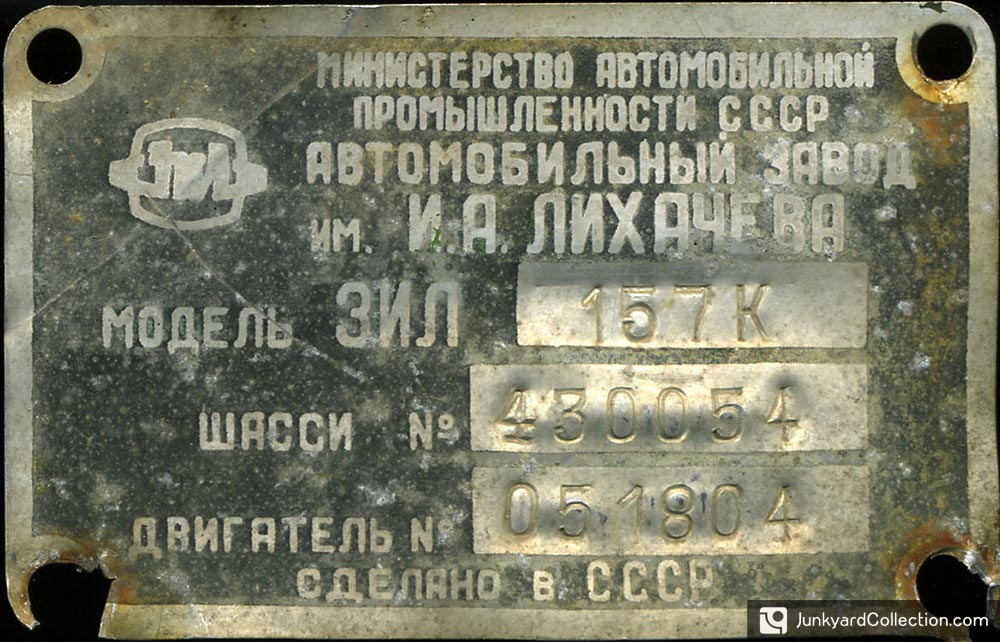 МИНИСТЕРСТВО АВТОМОБИЛЬНОЙ
ПРОМЫШЛЕННОСТИ СССР
ЗИЛ
АВТОМОБИЛЬНЫЙ ЗАВОД
ИМ. И.А. ЛИХАЧЕВА
МОДЕЛЬ ЗИЛ 157К
ШАССИ № 430054
ДВИГАТЕЛЬ № 051804
СДЕЛАНО В СССР
JunkyardCollection.com